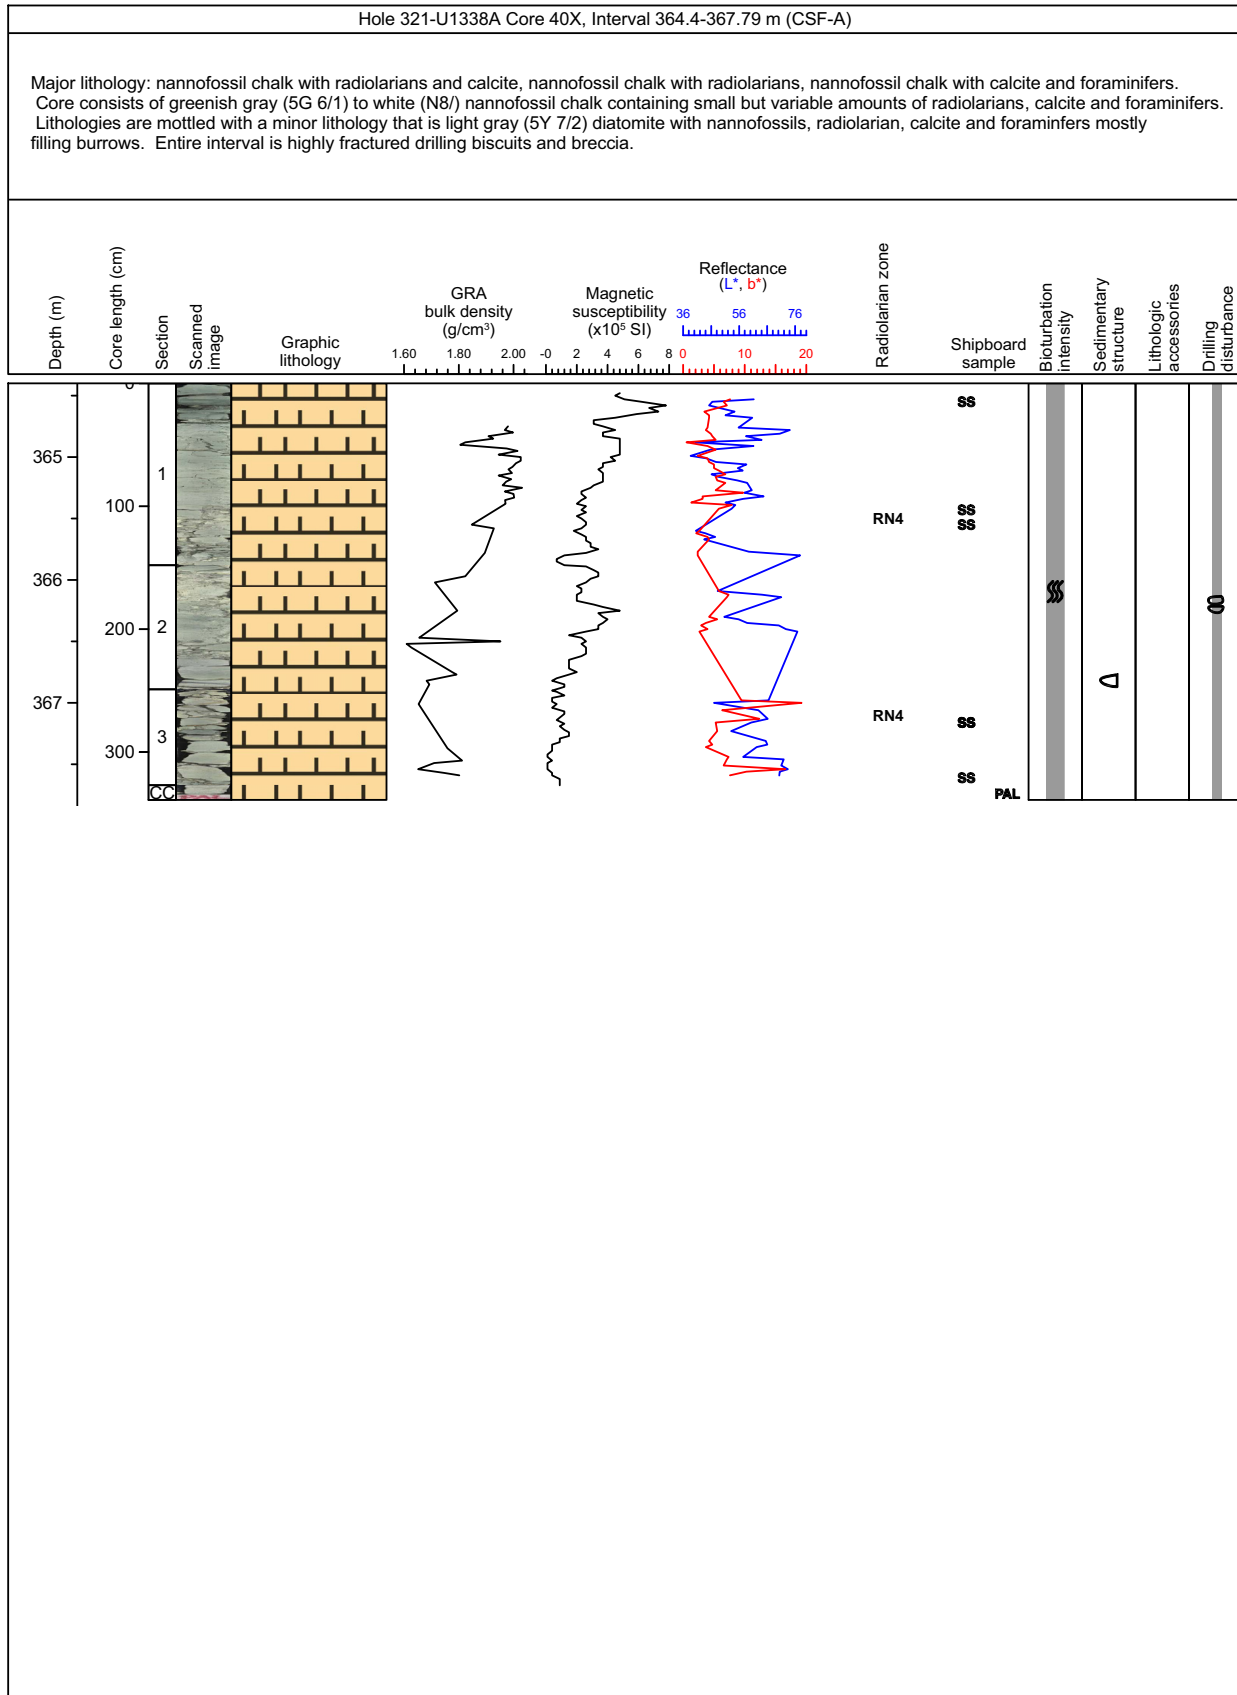 Hole 321-U1338A Core 40X, Interval 364.4-367.79 m (CSF-A)
Major lithology: nannofossil chalk with radiolarians and calcite, nannofossil chalk with radiolarians, nannofossil chalk with calcite and foraminifers.
Core consists of greenish gray (5G 6/1) to white (N8/) nannofossil chalk containing small but variable amounts of radiolarians, calcite and foraminifers.
Lithologies are mottled with a minor lithology that is light gray (5Y 7/2) diatomite with nannofossils, radiolarian, calcite and foraminfers mostly
filling burrows. Entire interval is highly fractured drilling biscuits and breccia.
Depth (m)
Core length (cm)
Section
Scanned
image
Graphic
lithology
GRA
bulk density
(g/cm³)
1.60 1.80 2.00
Magnetic
susceptibility
(x10⁵ SI)
-0 2 4 6 8
Reflectance
(L*, b*)
36 56 76
0 10 20
Radiolarian zone
Shipboard
sample
Bioturbation
intensity
Sedimentary
structure
Lithologic
accessories
Drilling
disturbance
0
SS
365
1
100
SS
RN4
SS
366
200
2
367
RN4
SS
3
300
SS
CC
PAL